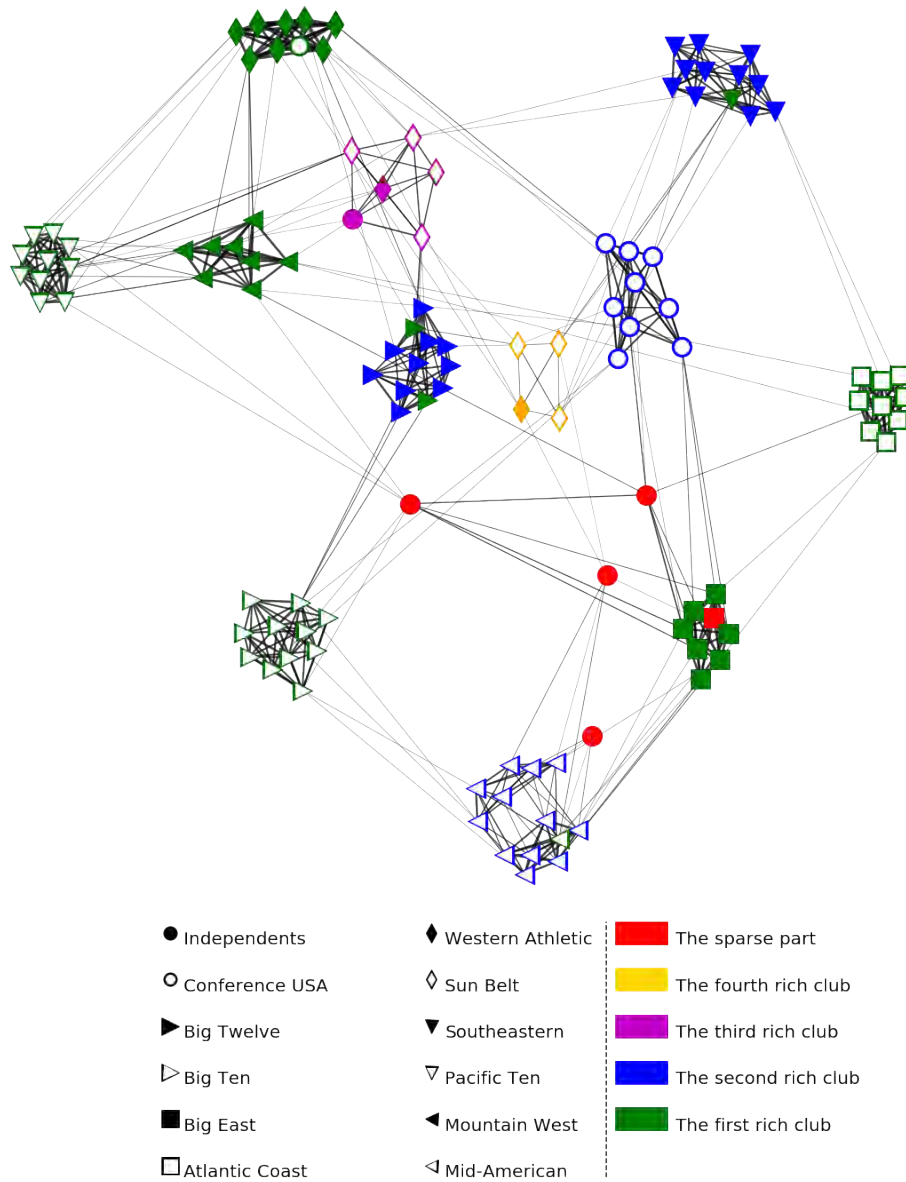 Independents
Western Athletic
The sparse part
Conference USA
Sun Belt
The fourth rich club
Big Twelve
Southeastern
The third rich club
Big Ten
Pacific Ten
The second rich club
Big East
Mountain West
The first rich club
Atlantic Coast
Mid-American